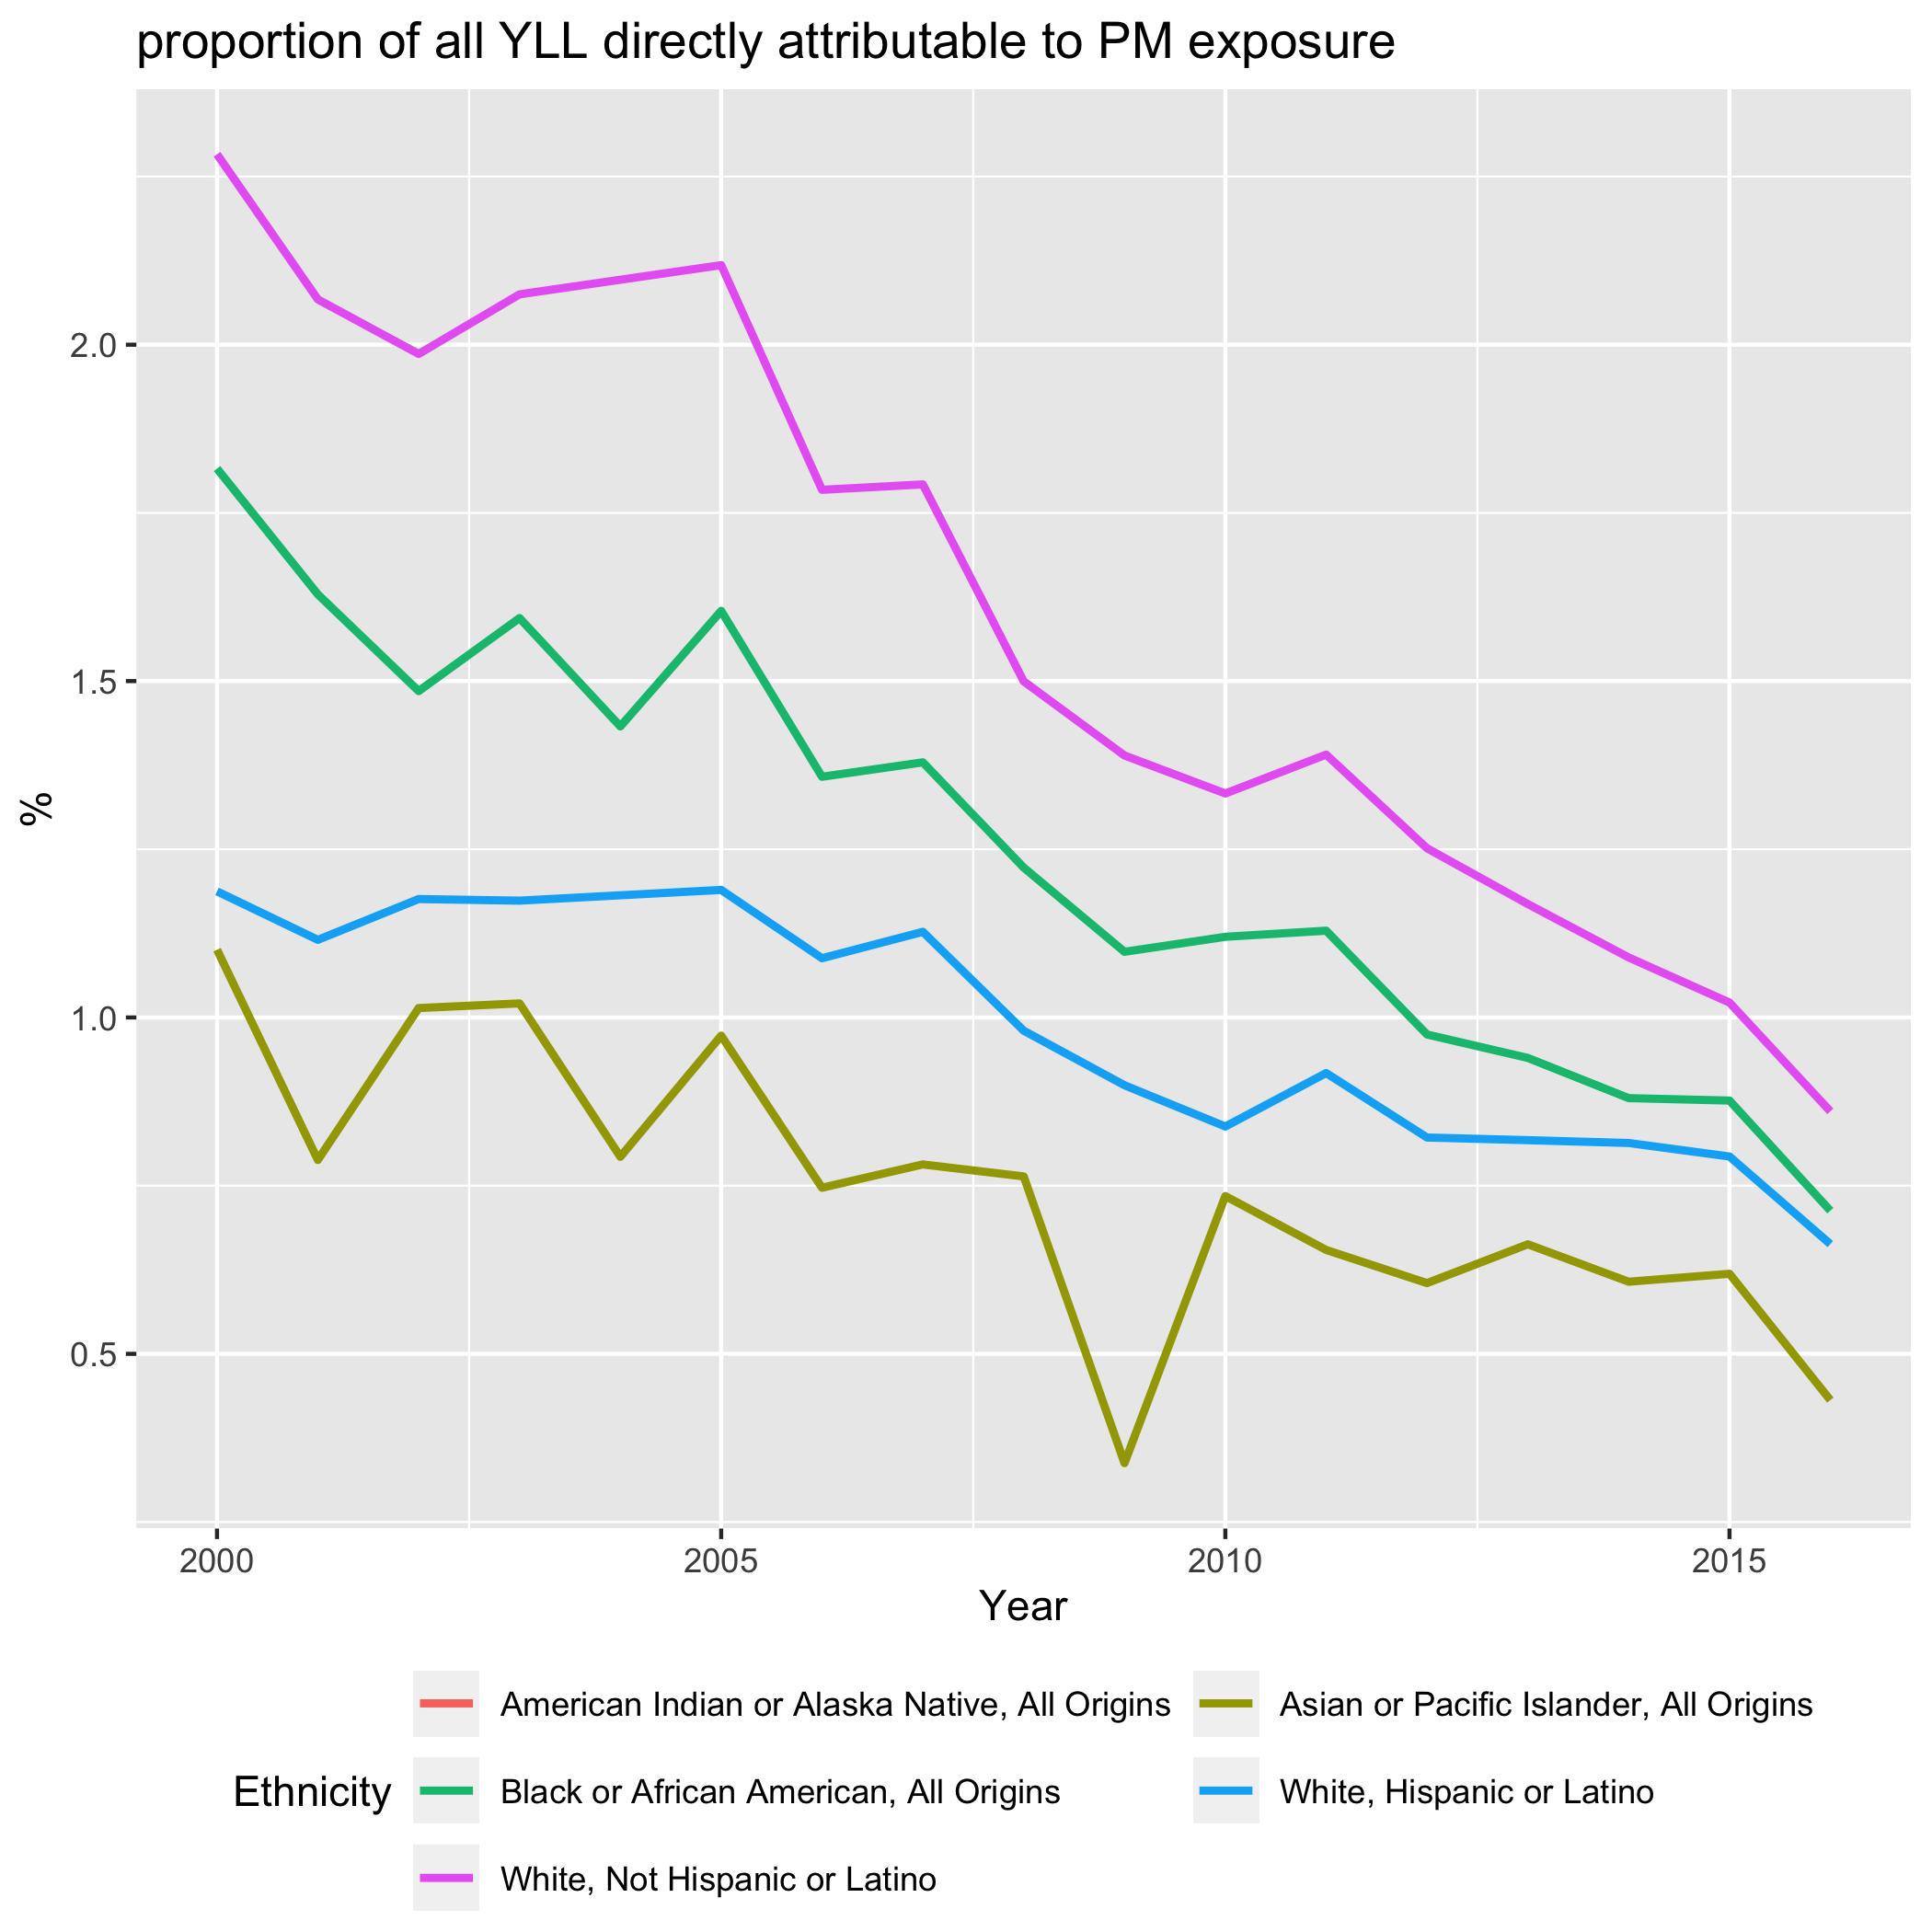 proportion of all YLL directly attributable to PM exposure
%
2.0
1.5
1.0
0.5
2000 2005 2010 2015
Year
Ethnicity
American Indian or Alaska Native, All Origins
Asian or Pacific Islander, All Origins
Black or African American, All Origins
White, Hispanic or Latino
White, Not Hispanic or Latino